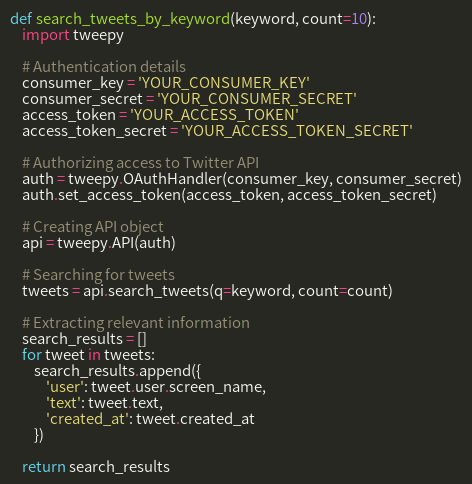 def search_tweets_by_keyword(keyword, count=10):
import tweepy
# Authentication details
consumer_key = 'YOUR_CONSUMER_KEY'
consumer_secret = 'YOUR_CONSUMER_SECRET'
access_token = 'YOUR_ACCESS_TOKEN'
access_token_secret = 'YOUR_ACCESS_TOKEN_SECRET'
# Authorizing access to Twitter API
auth = tweepy.OAuthHandler(consumer_key, consumer_secret)
auth.set_access_token(access_token, access_token_secret)
# Creating API object
api = tweepy.API(auth)
# Searching for tweets
tweets = api.search_tweets(q=keyword, count=count)
# Extracting relevant information
search_results = []
for tweet in tweets:
search_results.append({
'user': tweet.user.screen_name,
'text': tweet.text,
'created_at': tweet.created_at
})
return search_results